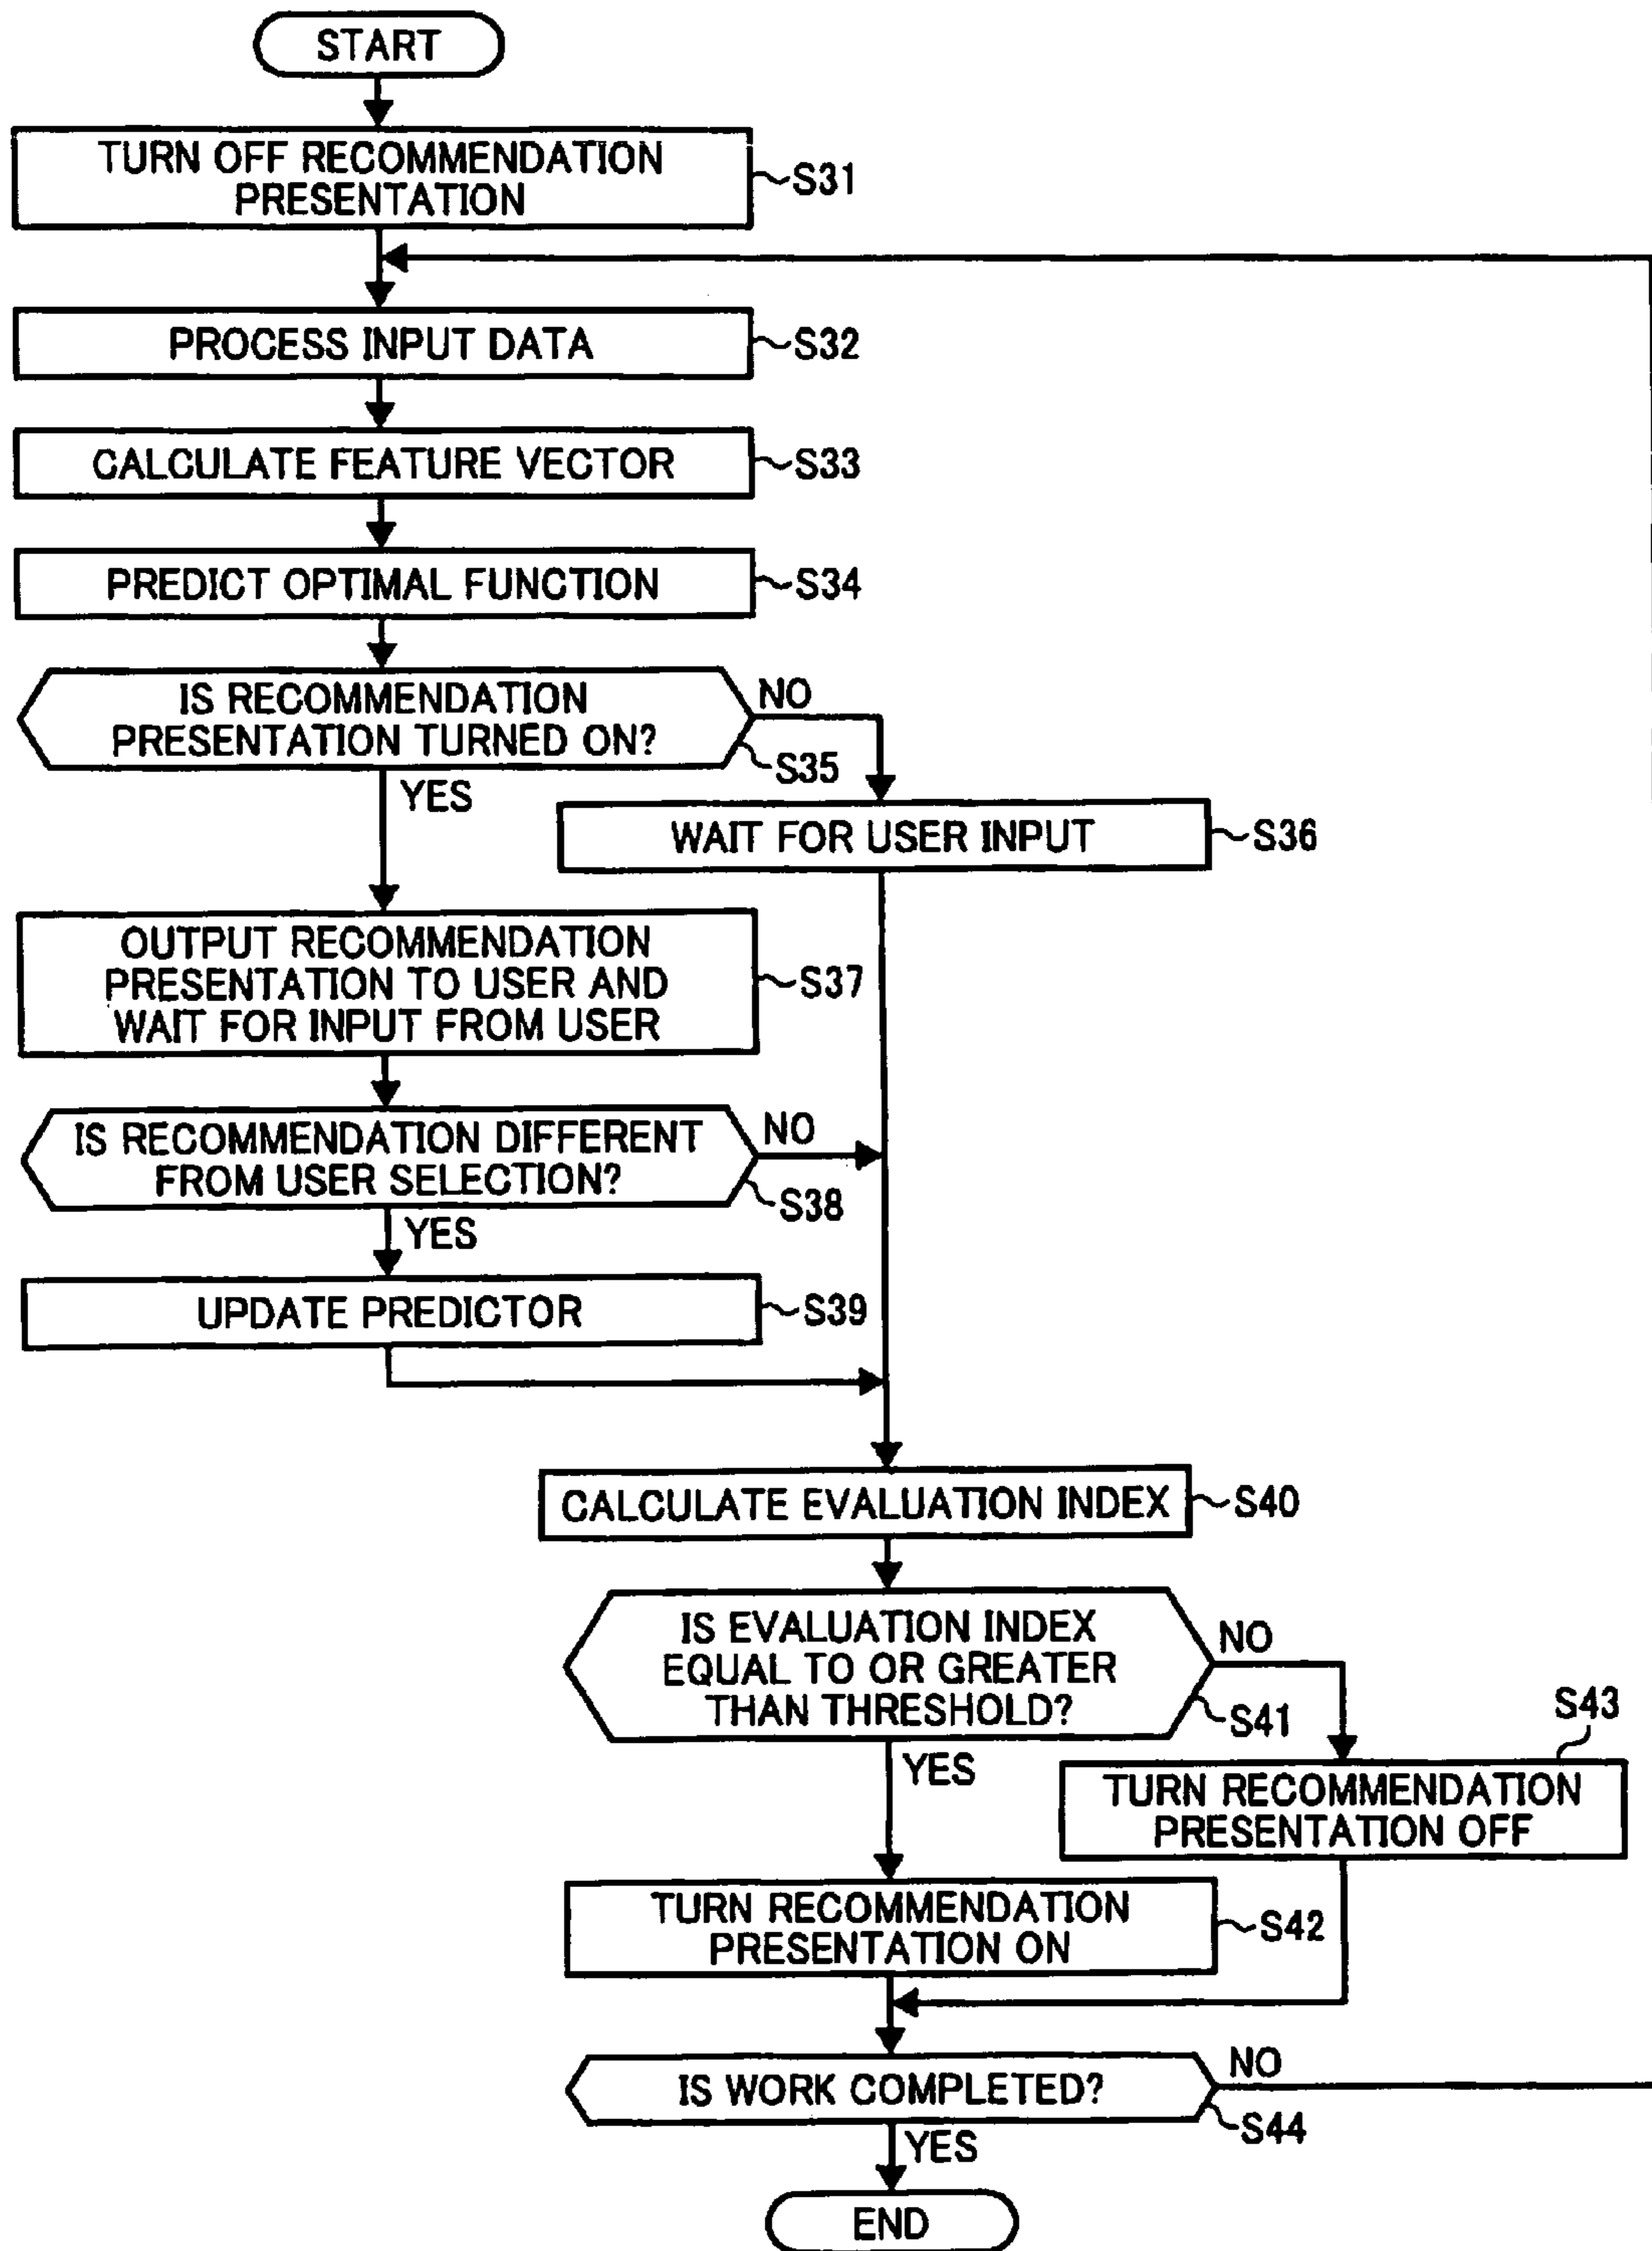 START
TURN OFF RECOMMENDATION
PRESENTATION
S31
PROCESS INPUT DATA
S32
CALCULATE FEATURE VECTOR
S33
PREDICT OPTIMAL FUNCTION
S34
IS RECOMMENDATION
PRESENTATION TURNED ON?
NO
S35
YES
WAIT FOR USER INPUT
S36
OUTPUT RECOMMENDATION
PRESENTATION TO USER AND
WAIT FOR INPUT FROM USER
S37
IS RECOMMENDATION DIFFERENT
FROM USER SELECTION?
NO
S38
YES
UPDATE PREDICTOR
S39
CALCULATE EVALUATION INDEX
S40
IS EVALUATION INDEX
EQUAL TO OR GREATER
THAN THRESHOLD?
NO
S41
YES
S43
TURN RECOMMENDATION
PRESENTATION OFF
TURN RECOMMENDATION
PRESENTATION ON
S42
IS WORK COMPLETED?
NO
S44
YES
END